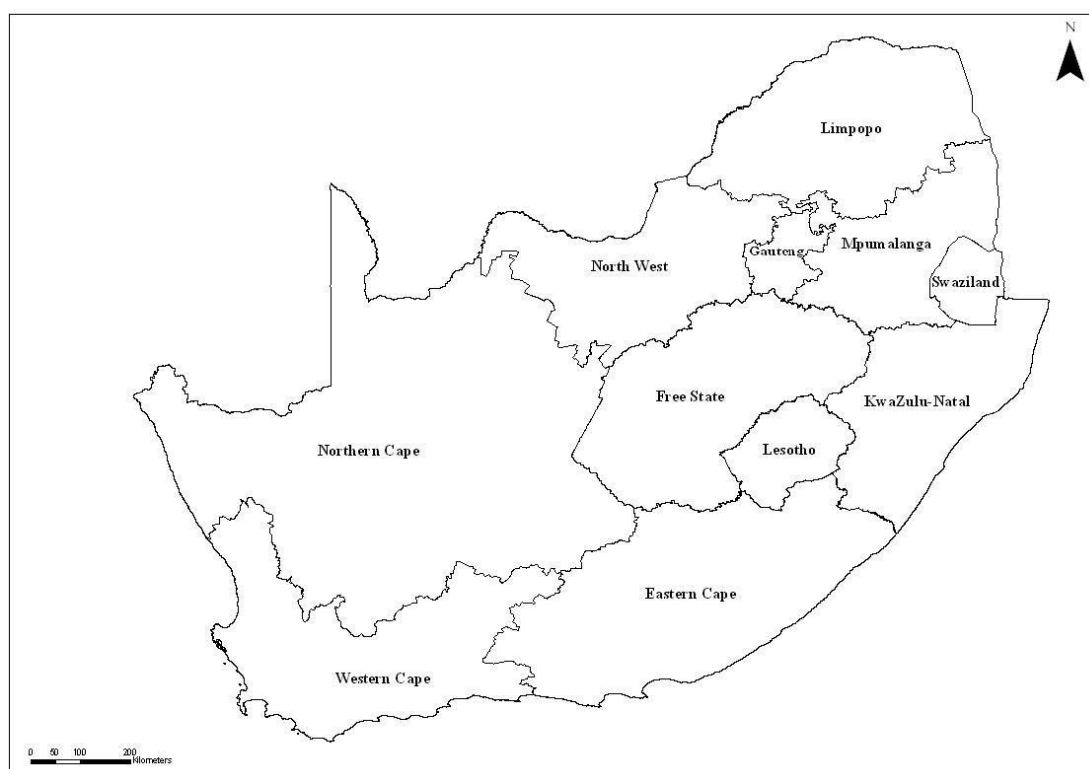 N
Limpopo
Mpumalanga
Gauteng
North West
Swaziland
Free State
KwaZulu-Natal
Northern Cape
Lesotho
Eastern Cape
Western Cape
0 50 100 200
Kilometers